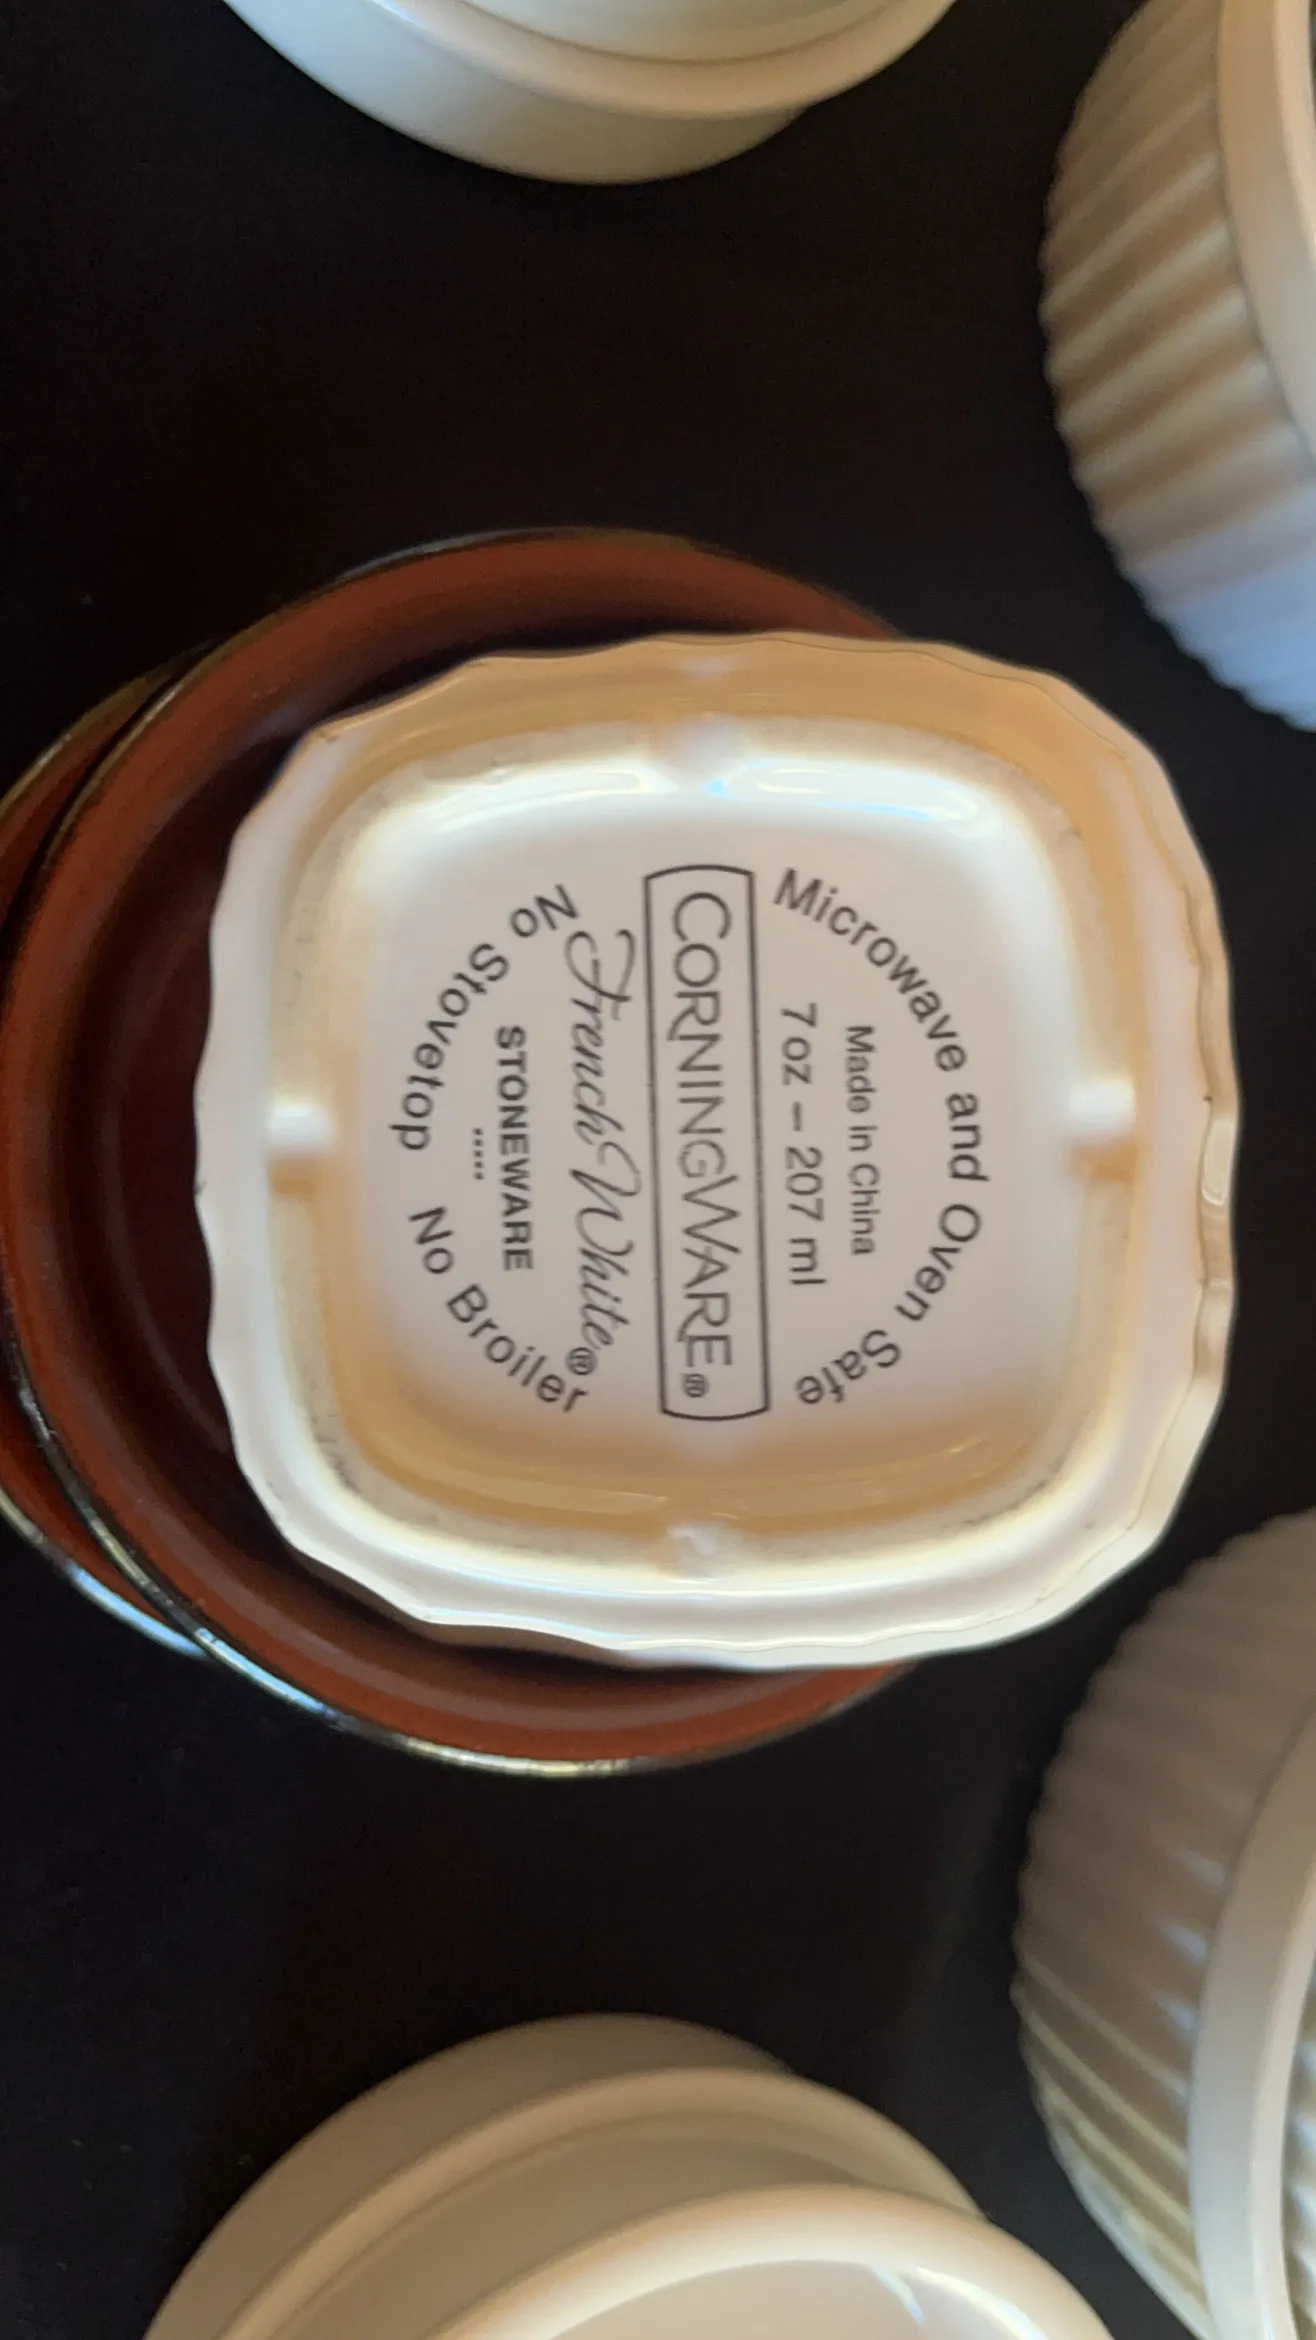 Microwave and Oven Safe
Made in China
7 oz – 207 ml
CORNINGWARE®
French White®
STONEWARE
•••••
No Stovetop No Broiler